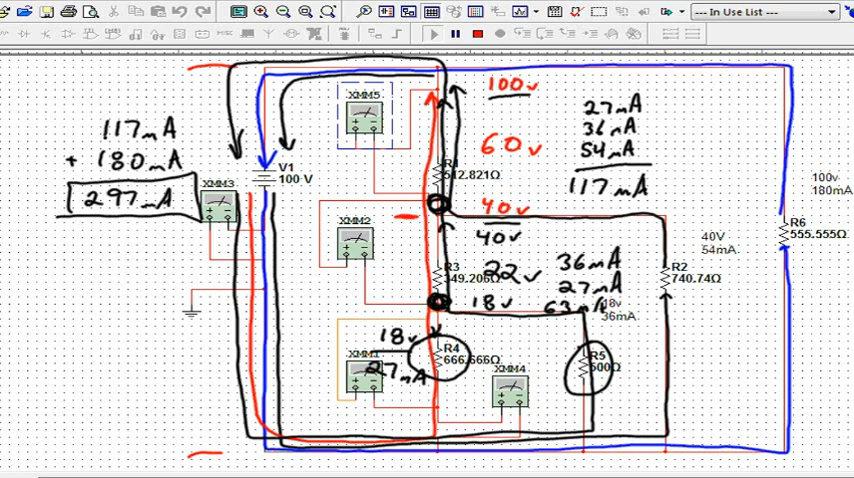 --- In Use List ---
117mA
+ 180mA
297mA
XMM5
100v
60v
40v
40v
22v
18v
27mA
36mA
54mA
117mA
V1
100 V
R1
512.821Ω
XMM3
XMM2
R3
349.206Ω
36mA
27mA
63mA
18v
36mA
40V
54mA
R2
740.74Ω
100v
180mA
R6
555.555Ω
18v
27mA
XMM1
R4
666.666Ω
XMM4
R5
500Ω